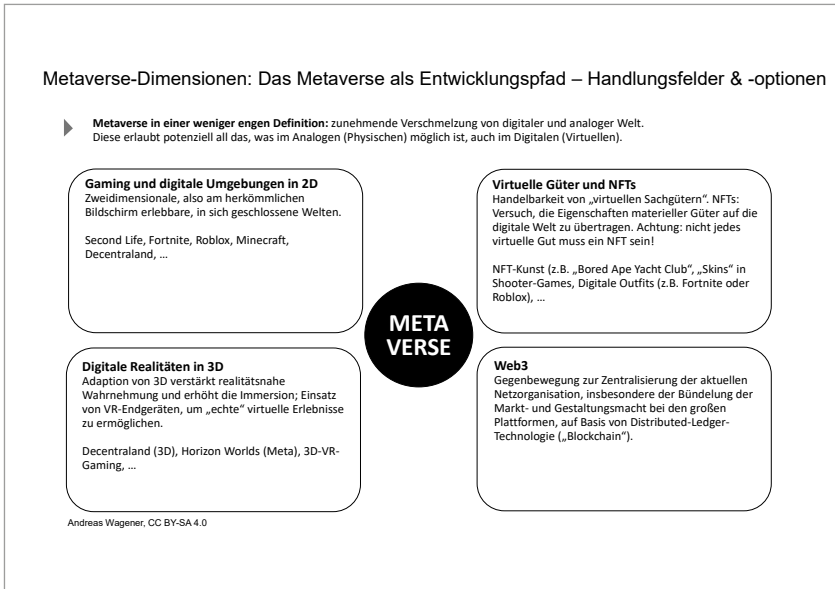 Metaverse-Dimensionen: Das Metaverse als Entwicklungspfad – Handlungsfelder & -optionen
Metaverse in einer weniger engen Definition: zunehmende Verschmelzung von digitaler und analoger Welt.
Diese erlaubt potenziell all das, was im Analogen (Physischen) möglich ist, auch im Digitalen (Virtuellen).
Gaming und digitale Umgebungen in 2D
Zweidimensionale, also am herkömmlichen
Bildschirm erlebbare, in sich geschlossene Welten.
Second Life, Fortnite, Roblox, Minecraft,
Decentraland, …
Virtuelle Güter und NFTs
Handelbarkeit von „virtuellen Sachgütern“. NFTs:
Versuch, die Eigenschaften materieller Güter auf die
digitale Welt zu übertragen. Achtung: nicht jedes
virtuelle Gut muss ein NFT sein!
NFT-Kunst (z.B. „Bored Ape Yacht Club“, „Skins“ in
Shooter-Games, Digitale Outfits (z.B. Fortnite oder
Roblox), …
META
VERSE
Digitale Realitäten in 3D
Adaption von 3D verstärkt realitätsnahe
Wahrnehmung und erhöht die Immersion; Einsatz
von VR-Endgeräten, um „echte“ virtuelle Erlebnisse
zu ermöglichen.
Decentraland (3D), Horizon Worlds (Meta), 3D-VR-
Gaming, …
Web3
Gegenbewegung zur Zentralisierung der aktuellen
Netzorganisation, insbesondere der Bündelung der
Markt- und Gestaltungsmacht bei den großen
Plattformen, auf Basis von Distributed-Ledger-
Technologie („Blockchain“).
Andreas Wagener, CC BY-SA 4.0